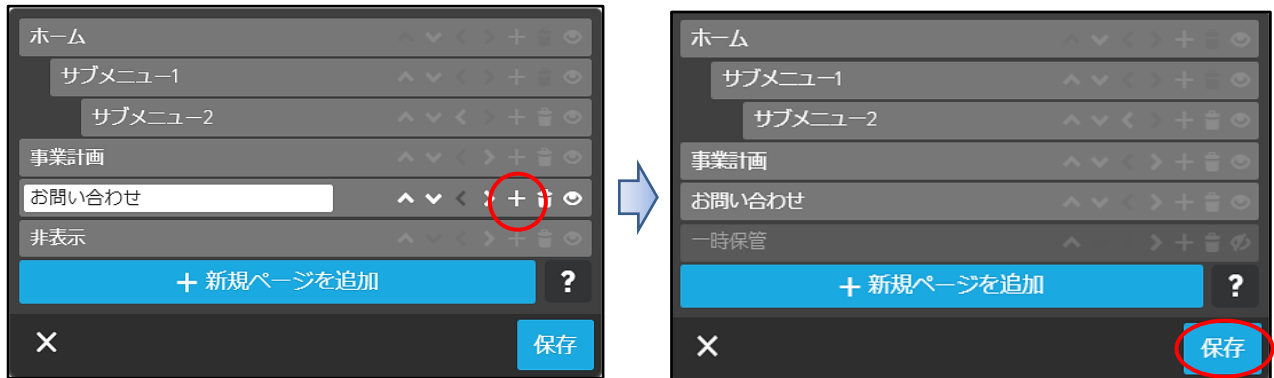 ホーム
サブメニュー1
サブメニュー2
事業計画
お問い合わせ
非表示
+ 新規ページを追加
?
× 保存
ホーム
サブメニュー1
サブメニュー2
事業計画
お問い合わせ
一時保管
+ 新規ページを追加
?
× 保存